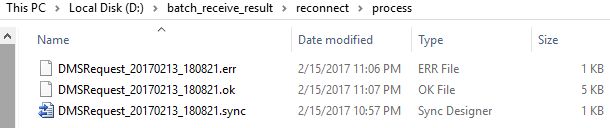 This PC > Local Disk (D:) > batch_receive_result > reconnect > process
Name Date modified Type Size
DMSRequest_20170213_180821.err 2/15/2017 11:06 PM ERR File 1 KB
DMSRequest_20170213_180821.ok 2/15/2017 11:07 PM OK File 5 KB
DMSRequest_20170213_180821.sync 2/15/2017 10:57 PM Sync Designer 1 KB